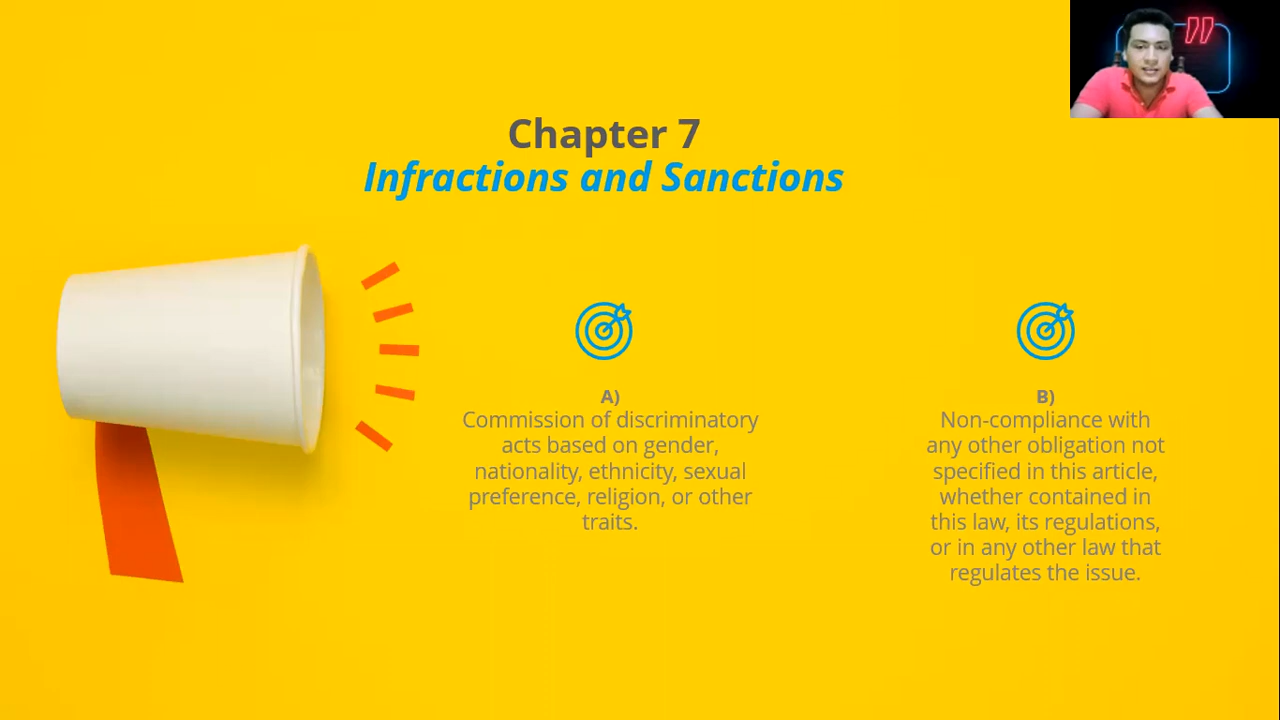 Chapter 7
Infractions and Sanctions
A)
Commission of discriminatory
acts based on gender,
nationality, ethnicity, sexual
preference, religion, or other
traits.
B)
Non-compliance with
any other obligation not
specified in this article,
whether contained in
this law, its regulations,
or in any other law that
regulates the issue.